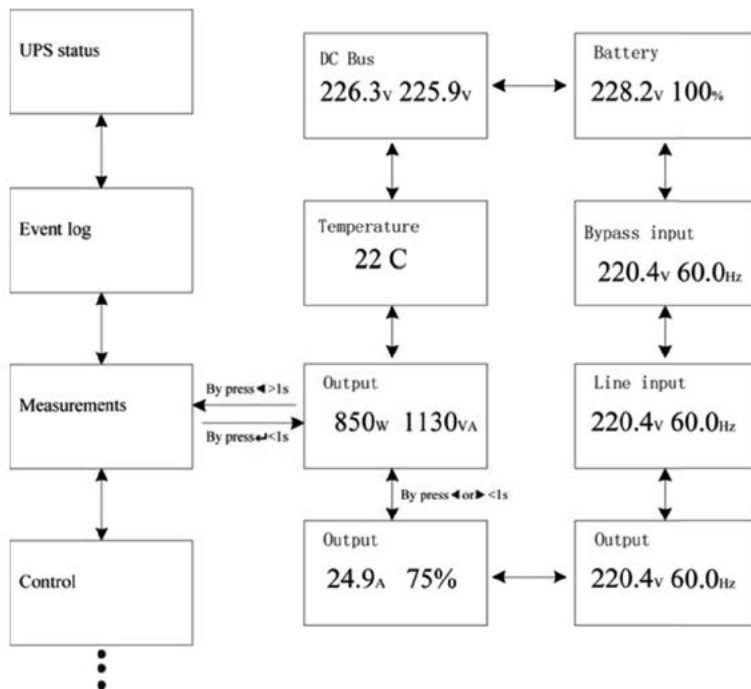 UPS status
Event log
Measurements
Control
By press ◀ >1s
By press ↵ <1s
DC Bus
226.3V 225.9V
Temperature
22 C
Output
850W 1130VA
By press ◀ or ▶ <1s
Output
24.9A 75%
Battery
228.2V 100%
Bypass input
220.4V 60.0Hz
Line input
220.4V 60.0Hz
Output
220.4V 60.0Hz